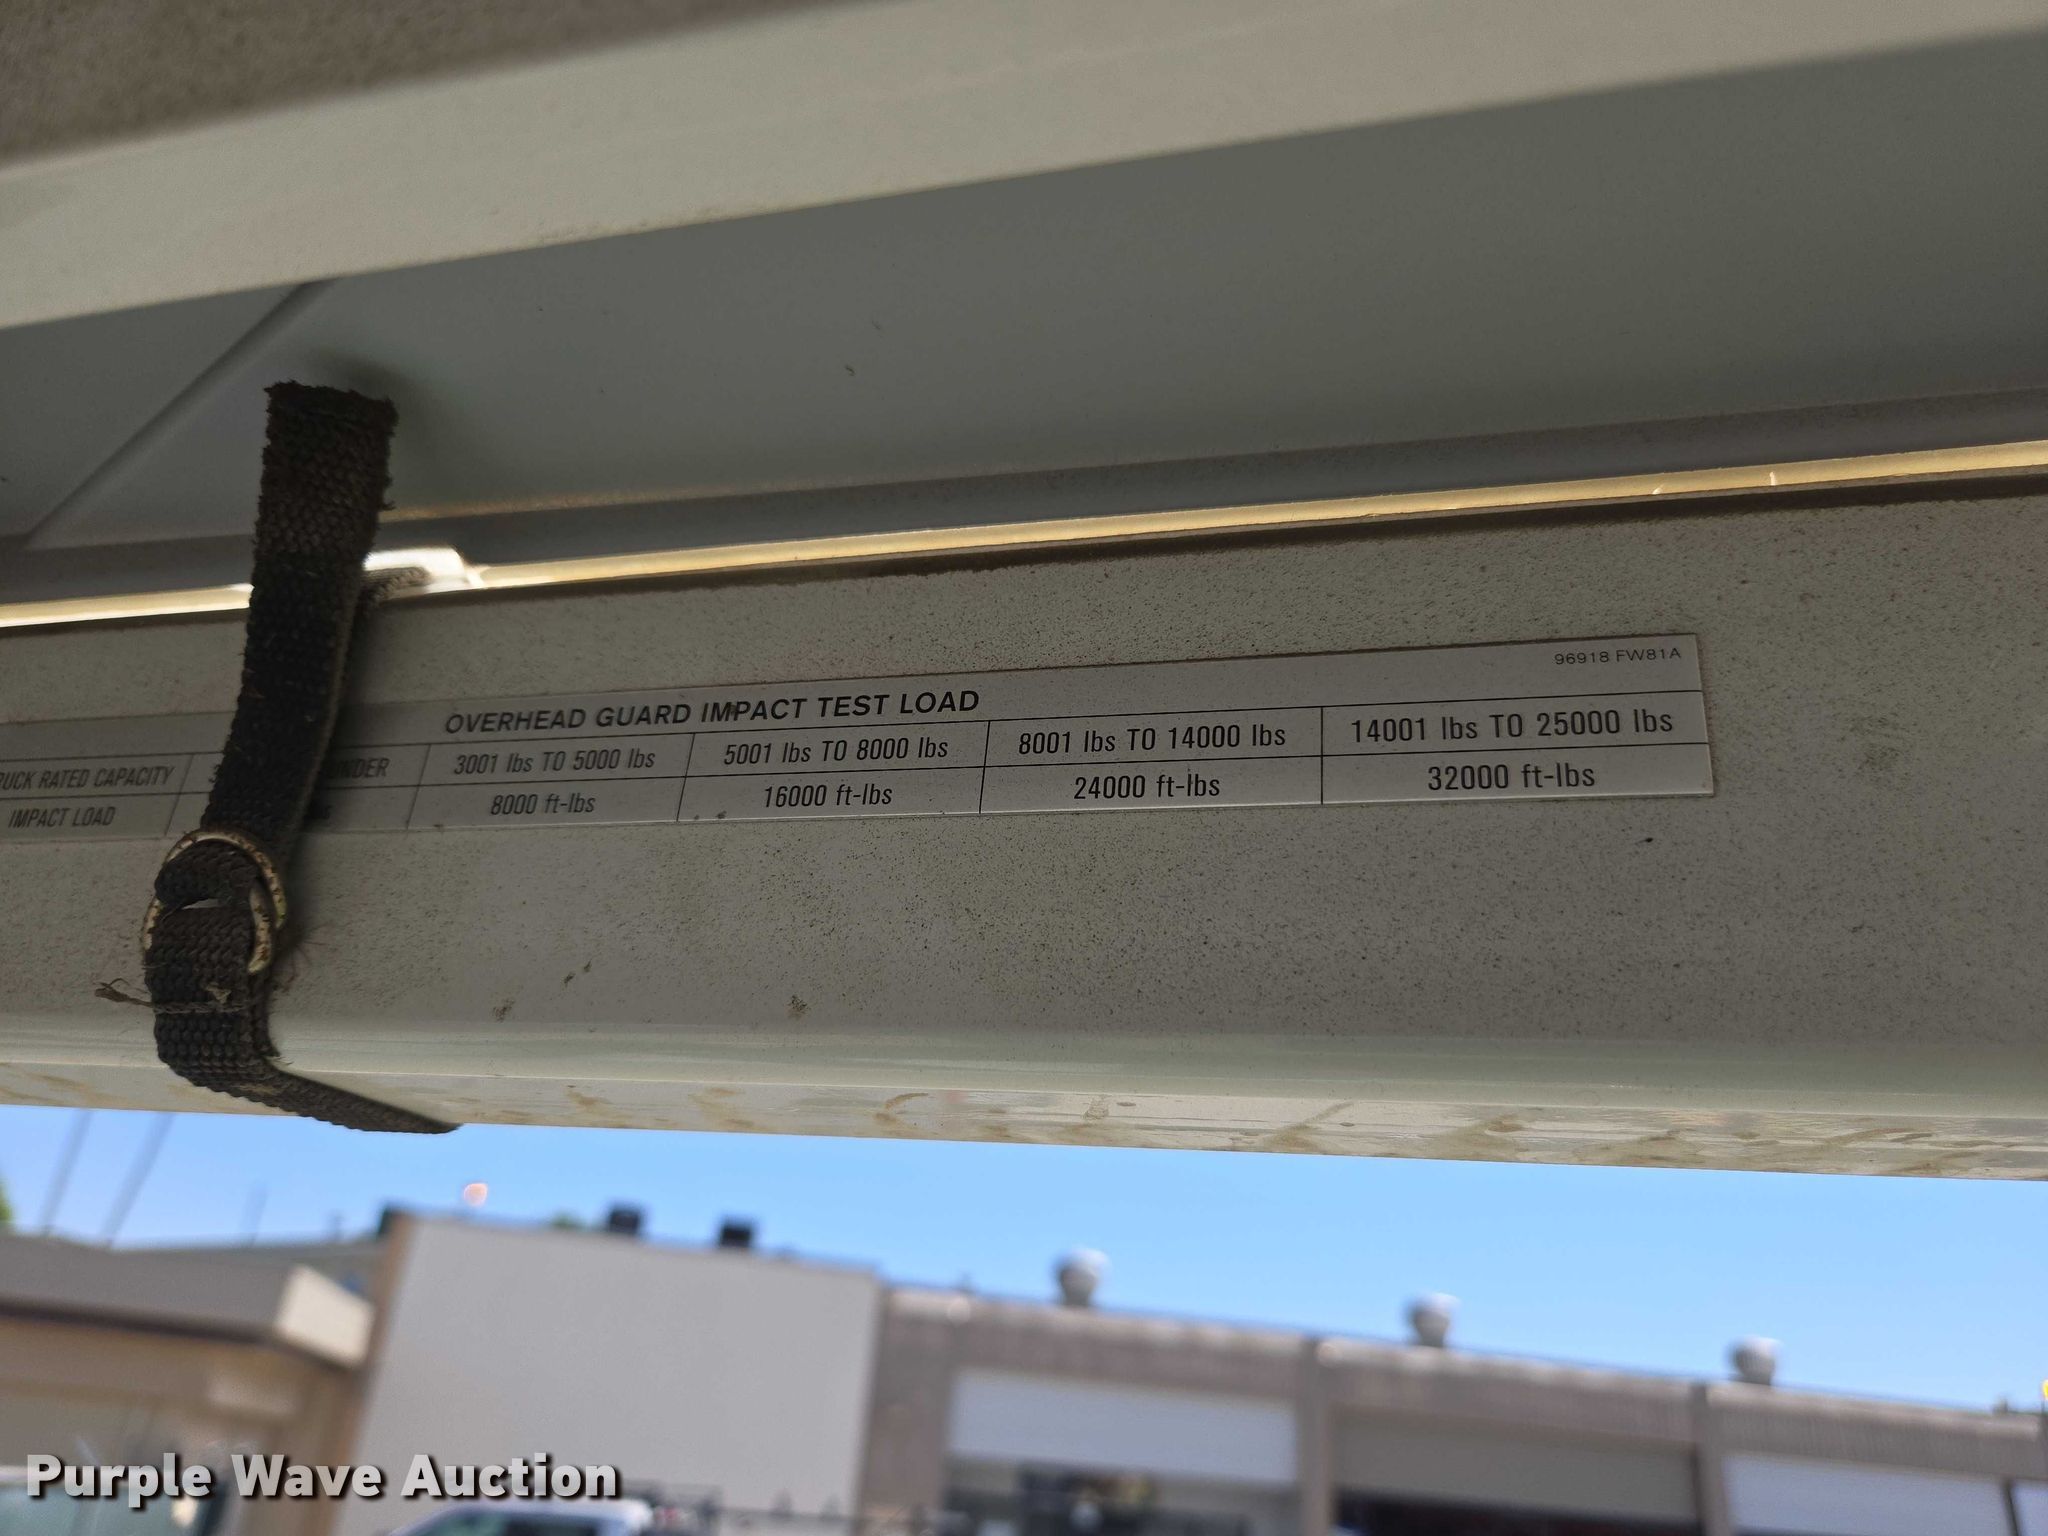 96918 FW81A
OVERHEAD GUARD IMPACT TEST LOAD
RATED CAPACITY 3001 lbs TO 5000 lbs 5001 lbs TO 8000 lbs 8001 lbs TO 14000 lbs 14001 lbs TO 25000 lbs
IMPACT LOAD 8000 ft-lbs 16000 ft-lbs 24000 ft-lbs 32000 ft-lbs
Purple Wave Auction